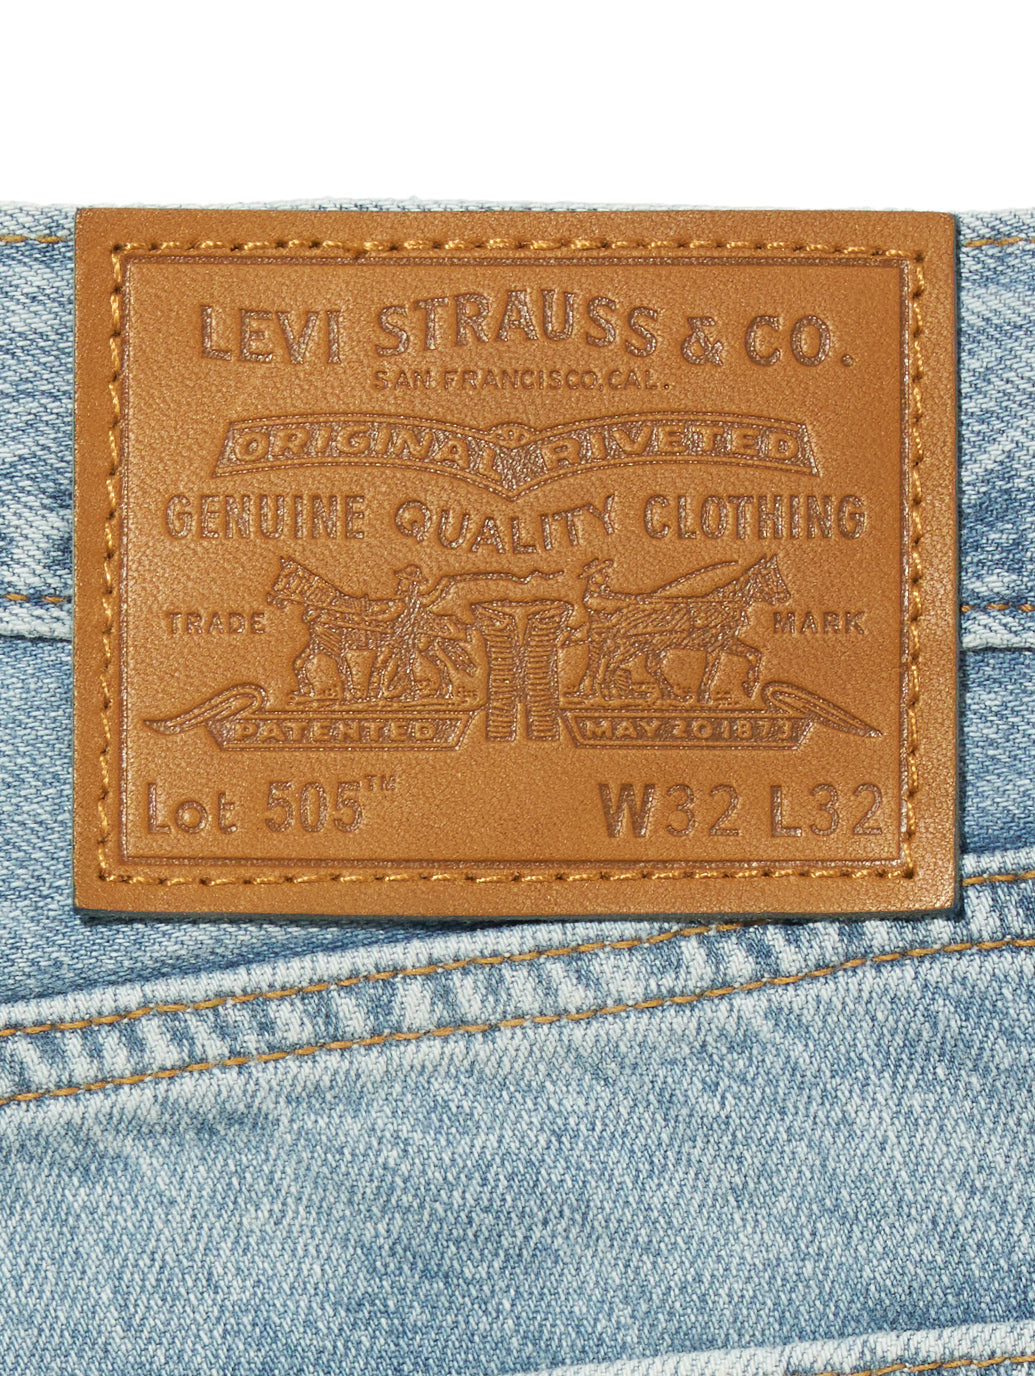 LEVI STRAUSS & CO.
SAN FRANCISCO, CAL.
ORIGINAL RIVETED
GENUINE QUALITY CLOTHING
TRADE MARK
PATENTED MAY 20 1873
Lot 505™ W32 L32